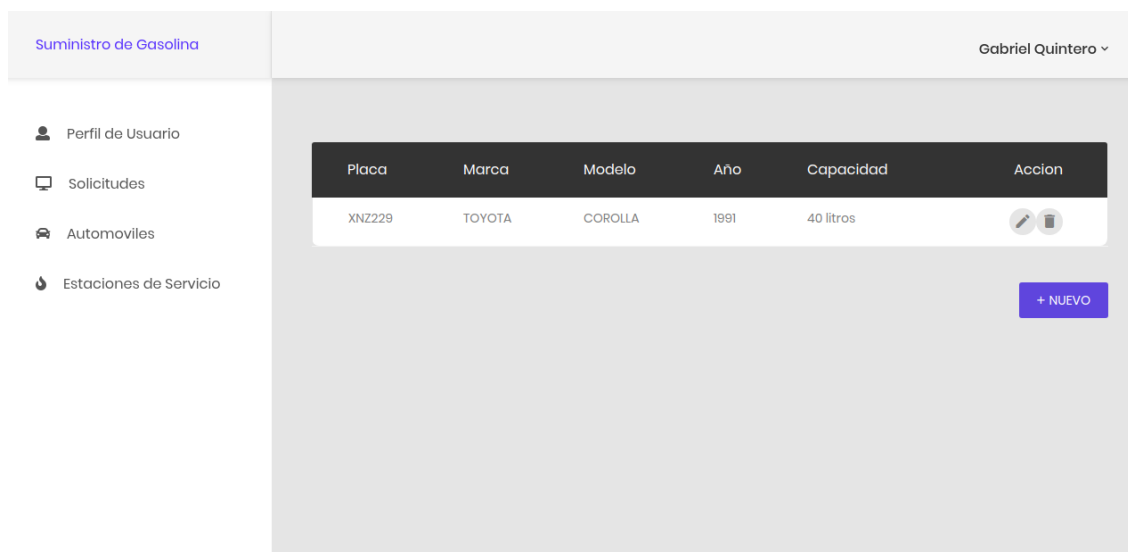 Suministro de Gasolina
Gabriel Quintero
Perfil de Usuario
Solicitudes
Automoviles
Estaciones de Servicio
Placa Marca Modelo Año Capacidad Accion
XNZ229 TOYOTA COROLLA 1991 40 litros
+ NUEVO